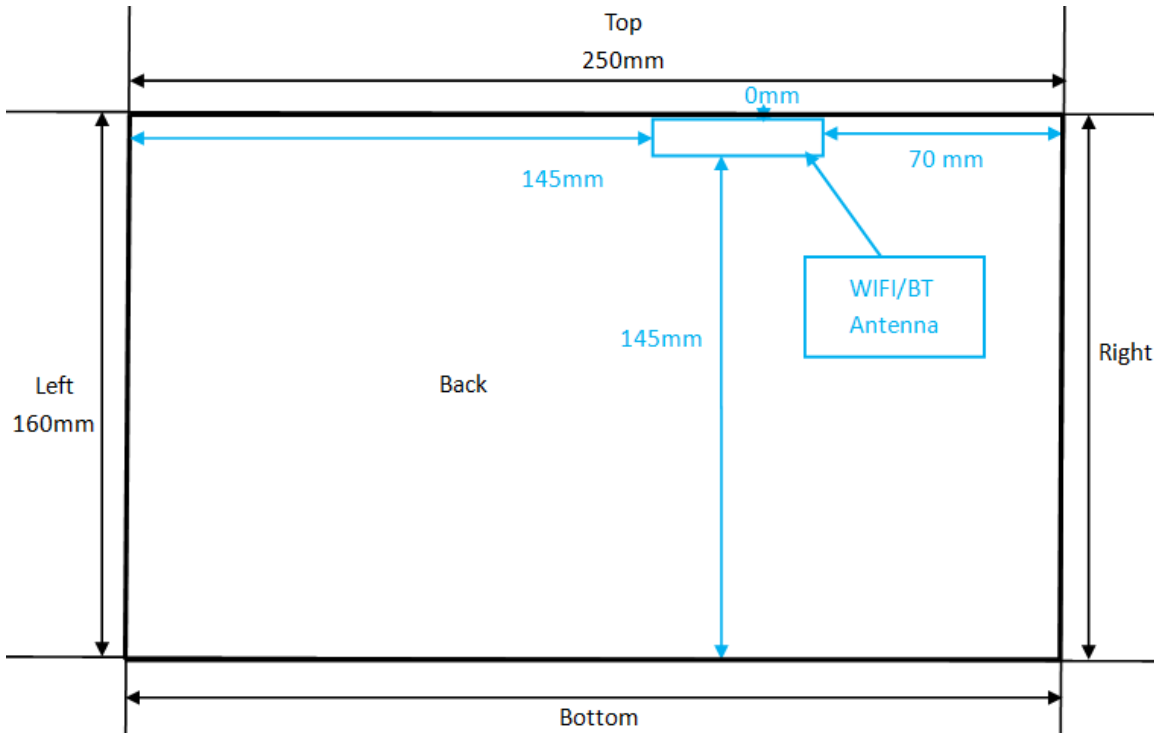 Top
250mm
0mm
145mm
70 mm
WIFI/BT
Antenna
145mm
Right
Left
160mm
Back
Bottom